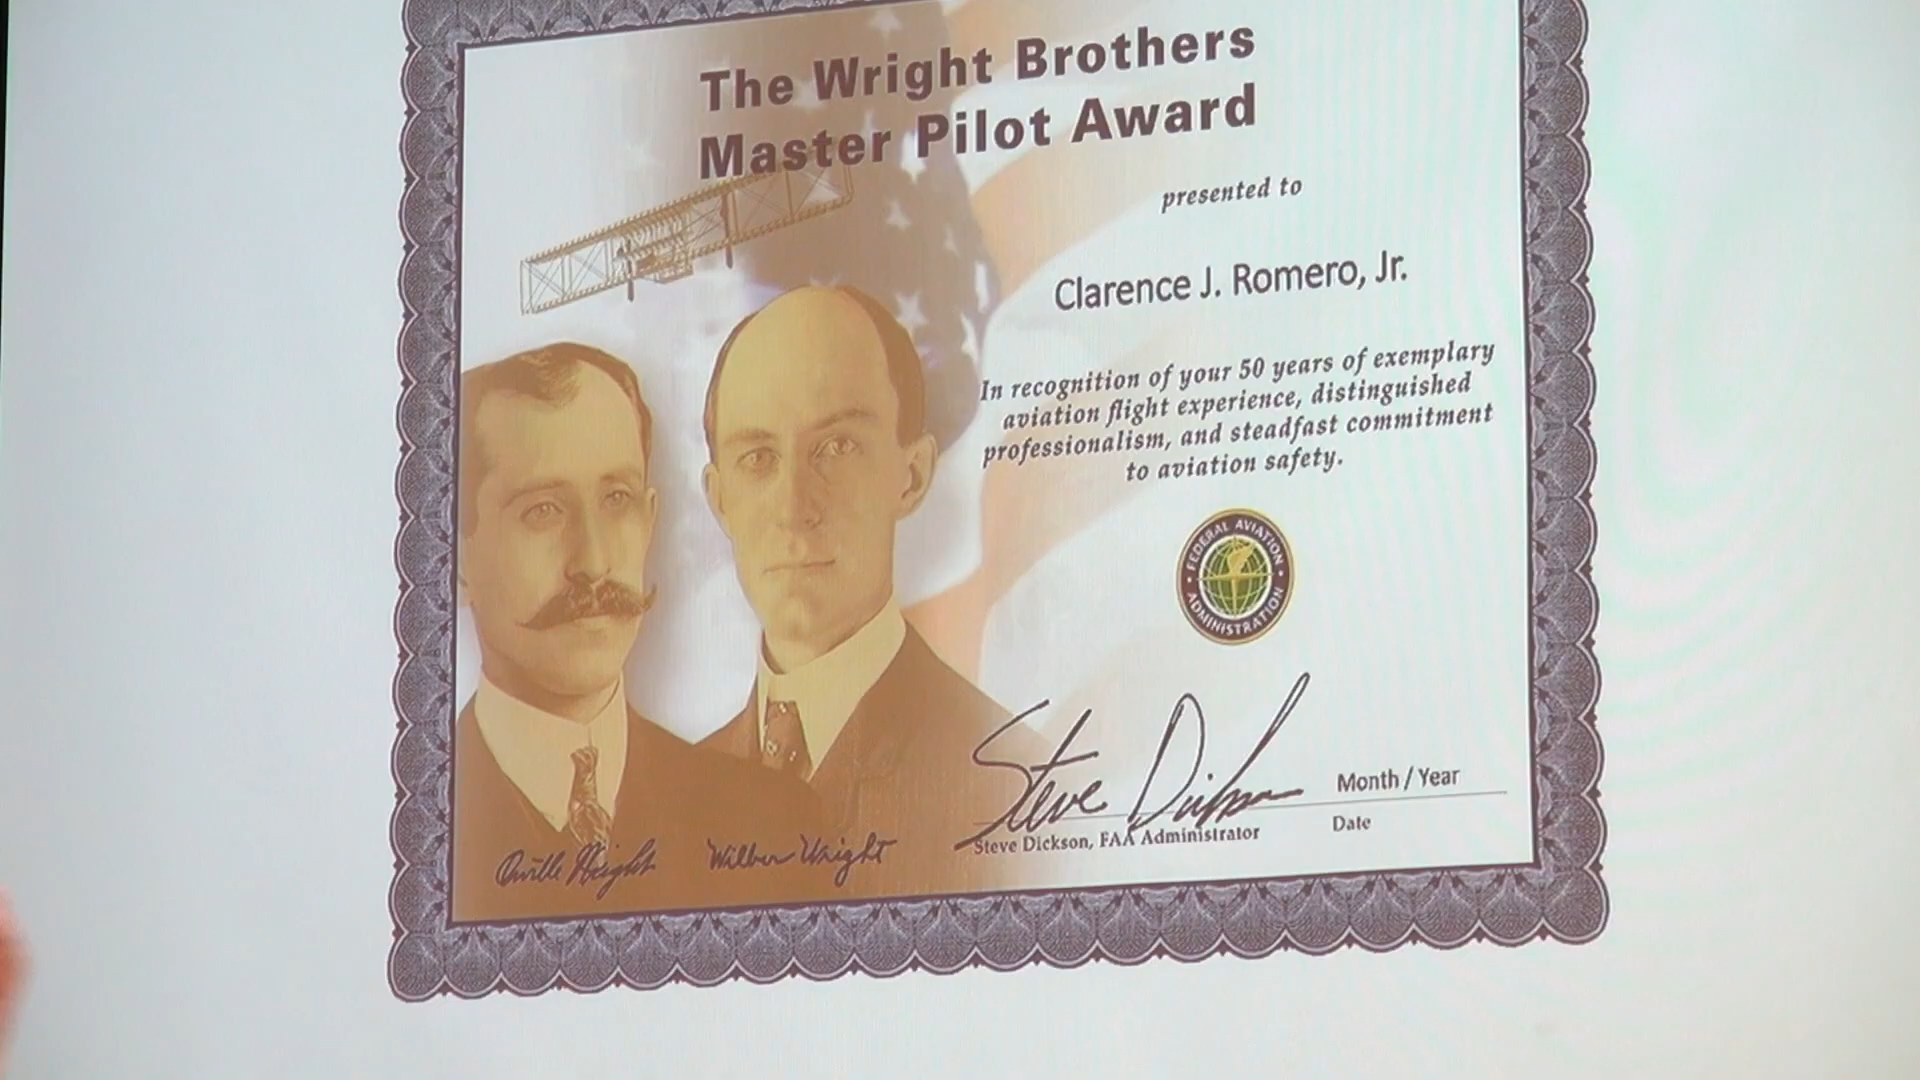 The Wright Brothers
Master Pilot Award
presented to
Clarence J. Romero, Jr.
In recognition of your 50 years of exemplary
aviation flight experience, distinguished
professionalism, and steadfast commitment
to aviation safety.
FEDERAL AVIATION
ADMINISTRATION
Steve Dickson
Month / Year
Steve Dickson, FAA Administrator
Date
Orville Wright
Wilbur Wright